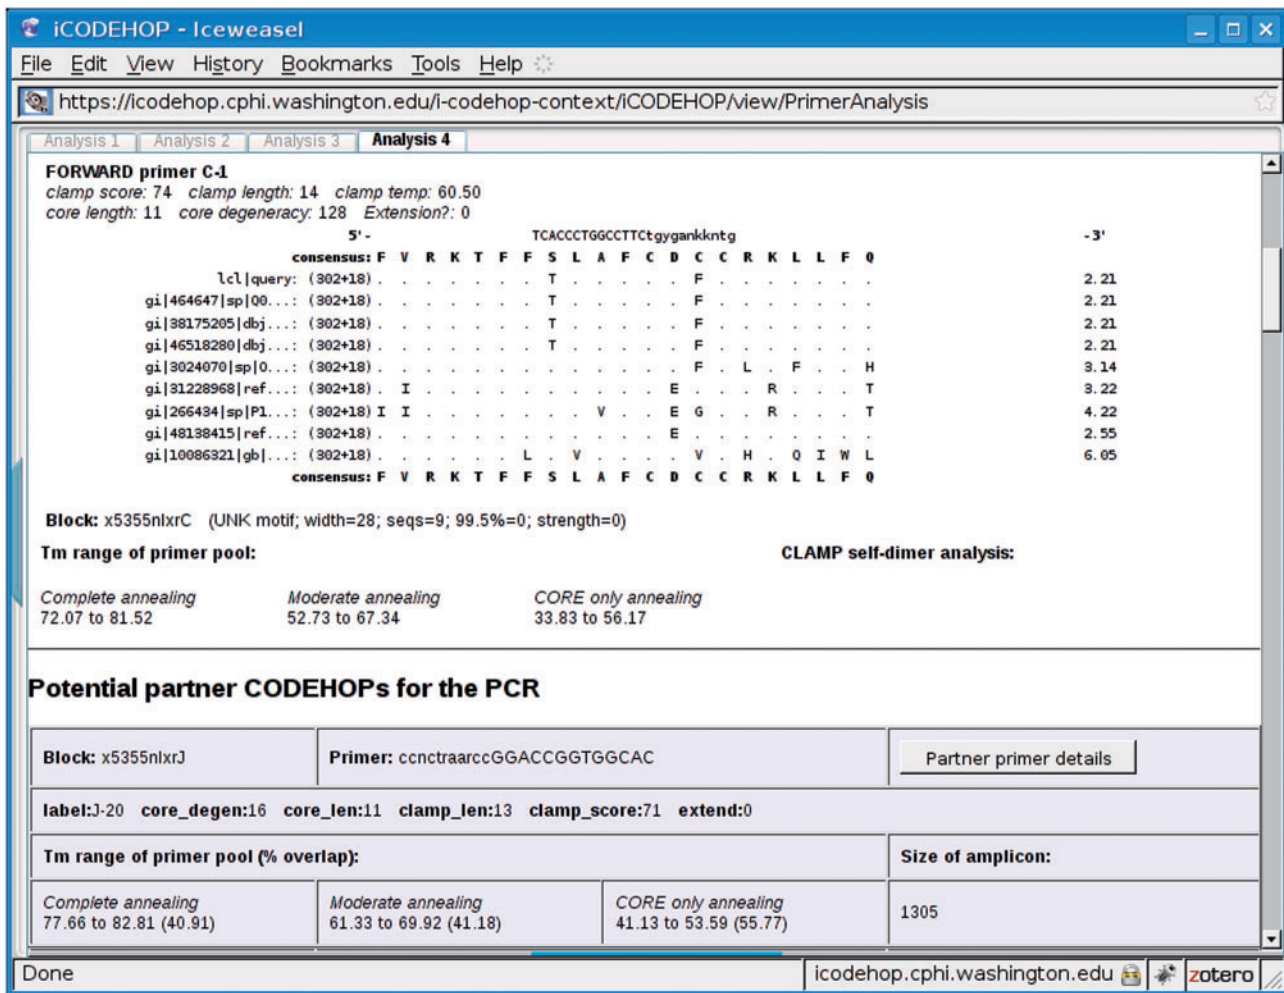 iCODEHOP - Iceweasel
File Edit View History Bookmarks Tools Help
https://icodehop.cphi.washington.edu/i-codehop-context/iCODEHOP/view/PrimerAnalysis
Analysis 1 Analysis 2 Analysis 3 Analysis 4
FORWARD primer C-1
clamp score: 74 clamp length: 14 clamp temp: 60.50
core length: 11 core degeneracy: 128 Extension?: 0
5'- TCACCCTGGCCTTCtgygankkntg -3'
consensus: F V R K T F F S L A F C D C C R K L L F Q
lcl|query: (302+18) . . . . . . . T . . . . . F . . . . . . . 2.21
gi|464647|sp|Q0...: (302+18) . . . . . . . T . . . . . F . . . . . . . 2.21
gi|38175205|dbj...: (302+18) . . . . . . . T . . . . . F . . . . . . . 2.21
gi|46518280|dbj...: (302+18) . . . . . . . T . . . . . F . . . . . . . 2.21
gi|3024070|sp|O...: (302+18) . . . . . . . . . . . . . F . L . F . . H 3.14
gi|31228968|ref...: (302+18) . I . . . . . . . . . . E . . . R . . . T 3.22
gi|266434|sp|P1...: (302+18) I I . . . . . . . V . . E G . . R . . . T 4.22
gi|48138415|ref...: (302+18) . . . . . . . . . . . . E . . . . . . . . 2.55
gi|10086321|gb|...: (302+18) . . . . . . L . V . . . . V . H . Q I W L 6.05
consensus: F V R K T F F S L A F C D C C R K L L F Q
Block: x5355nlxrC (UNK motif; width=28; seqs=9; 99.5%=0; strength=0)
Tm range of primer pool: CLAMP self-dimer analysis:
Complete annealing Moderate annealing CORE only annealing
72.07 to 81.52 52.73 to 67.34 33.83 to 56.17
Potential partner CODEHOPs for the PCR
Block: x5355nlxrJ Primer: ccnctraarccGGACCGGTGGCAC Partner primer details
label:J-20 core_degen:16 core_len:11 clamp_len:13 clamp_score:71 extend:0
Tm range of primer pool (% overlap): Size of amplicon:
Complete annealing Moderate annealing CORE only annealing
77.66 to 82.81 (40.91) 61.33 to 69.92 (41.18) 41.13 to 53.59 (55.77) 1305
Done icodehop.cphi.washington.edu zotero